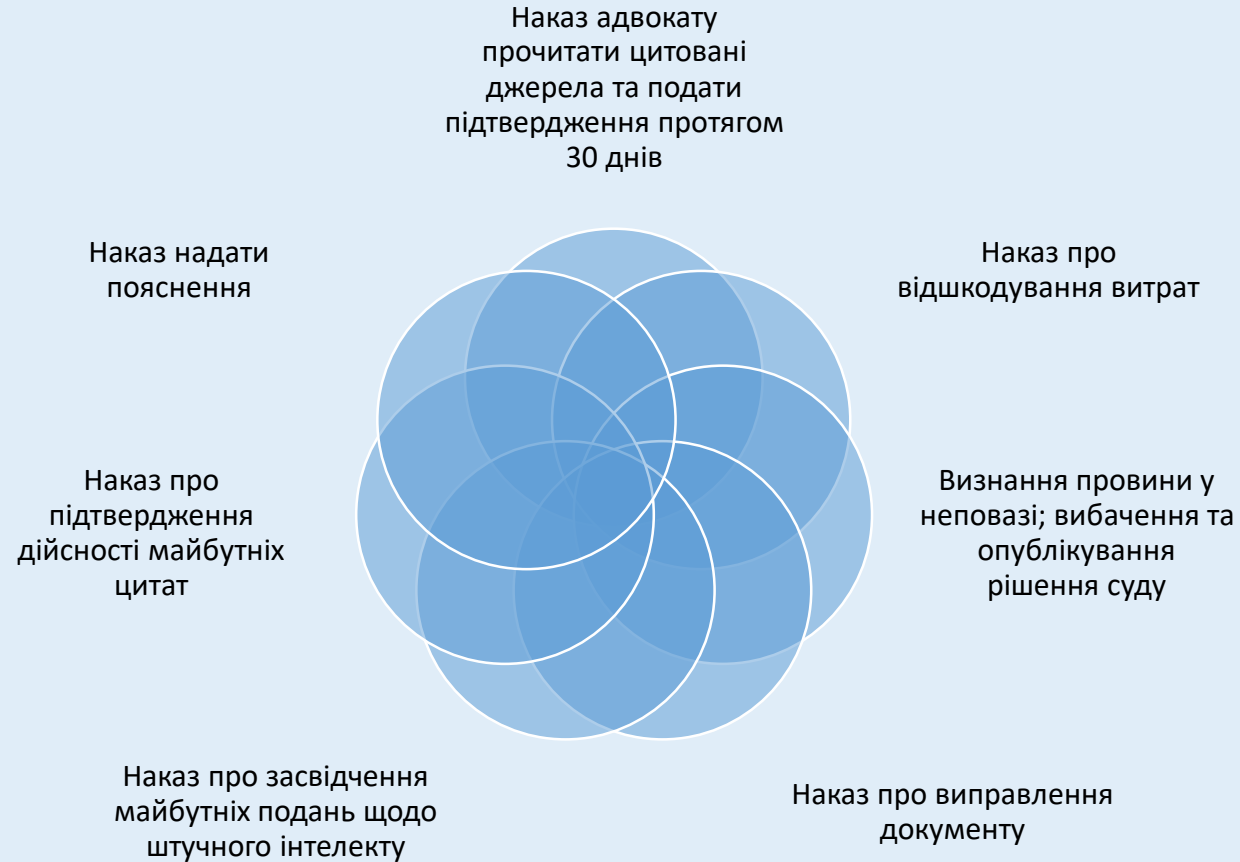 Наказ адвокату
прочитати цитовані
джерела та подати
підтвердження протягом
30 днів
Наказ надати
пояснення
Наказ про
відшкодування витрат
Наказ про
підтвердження
дійсності майбутніх
цитат
Визнання провини у
неповазі; вибачення та
опублікування
рішення суду
Наказ про засвідчення
майбутніх подань щодо
штучного інтелекту
Наказ про виправлення
документу